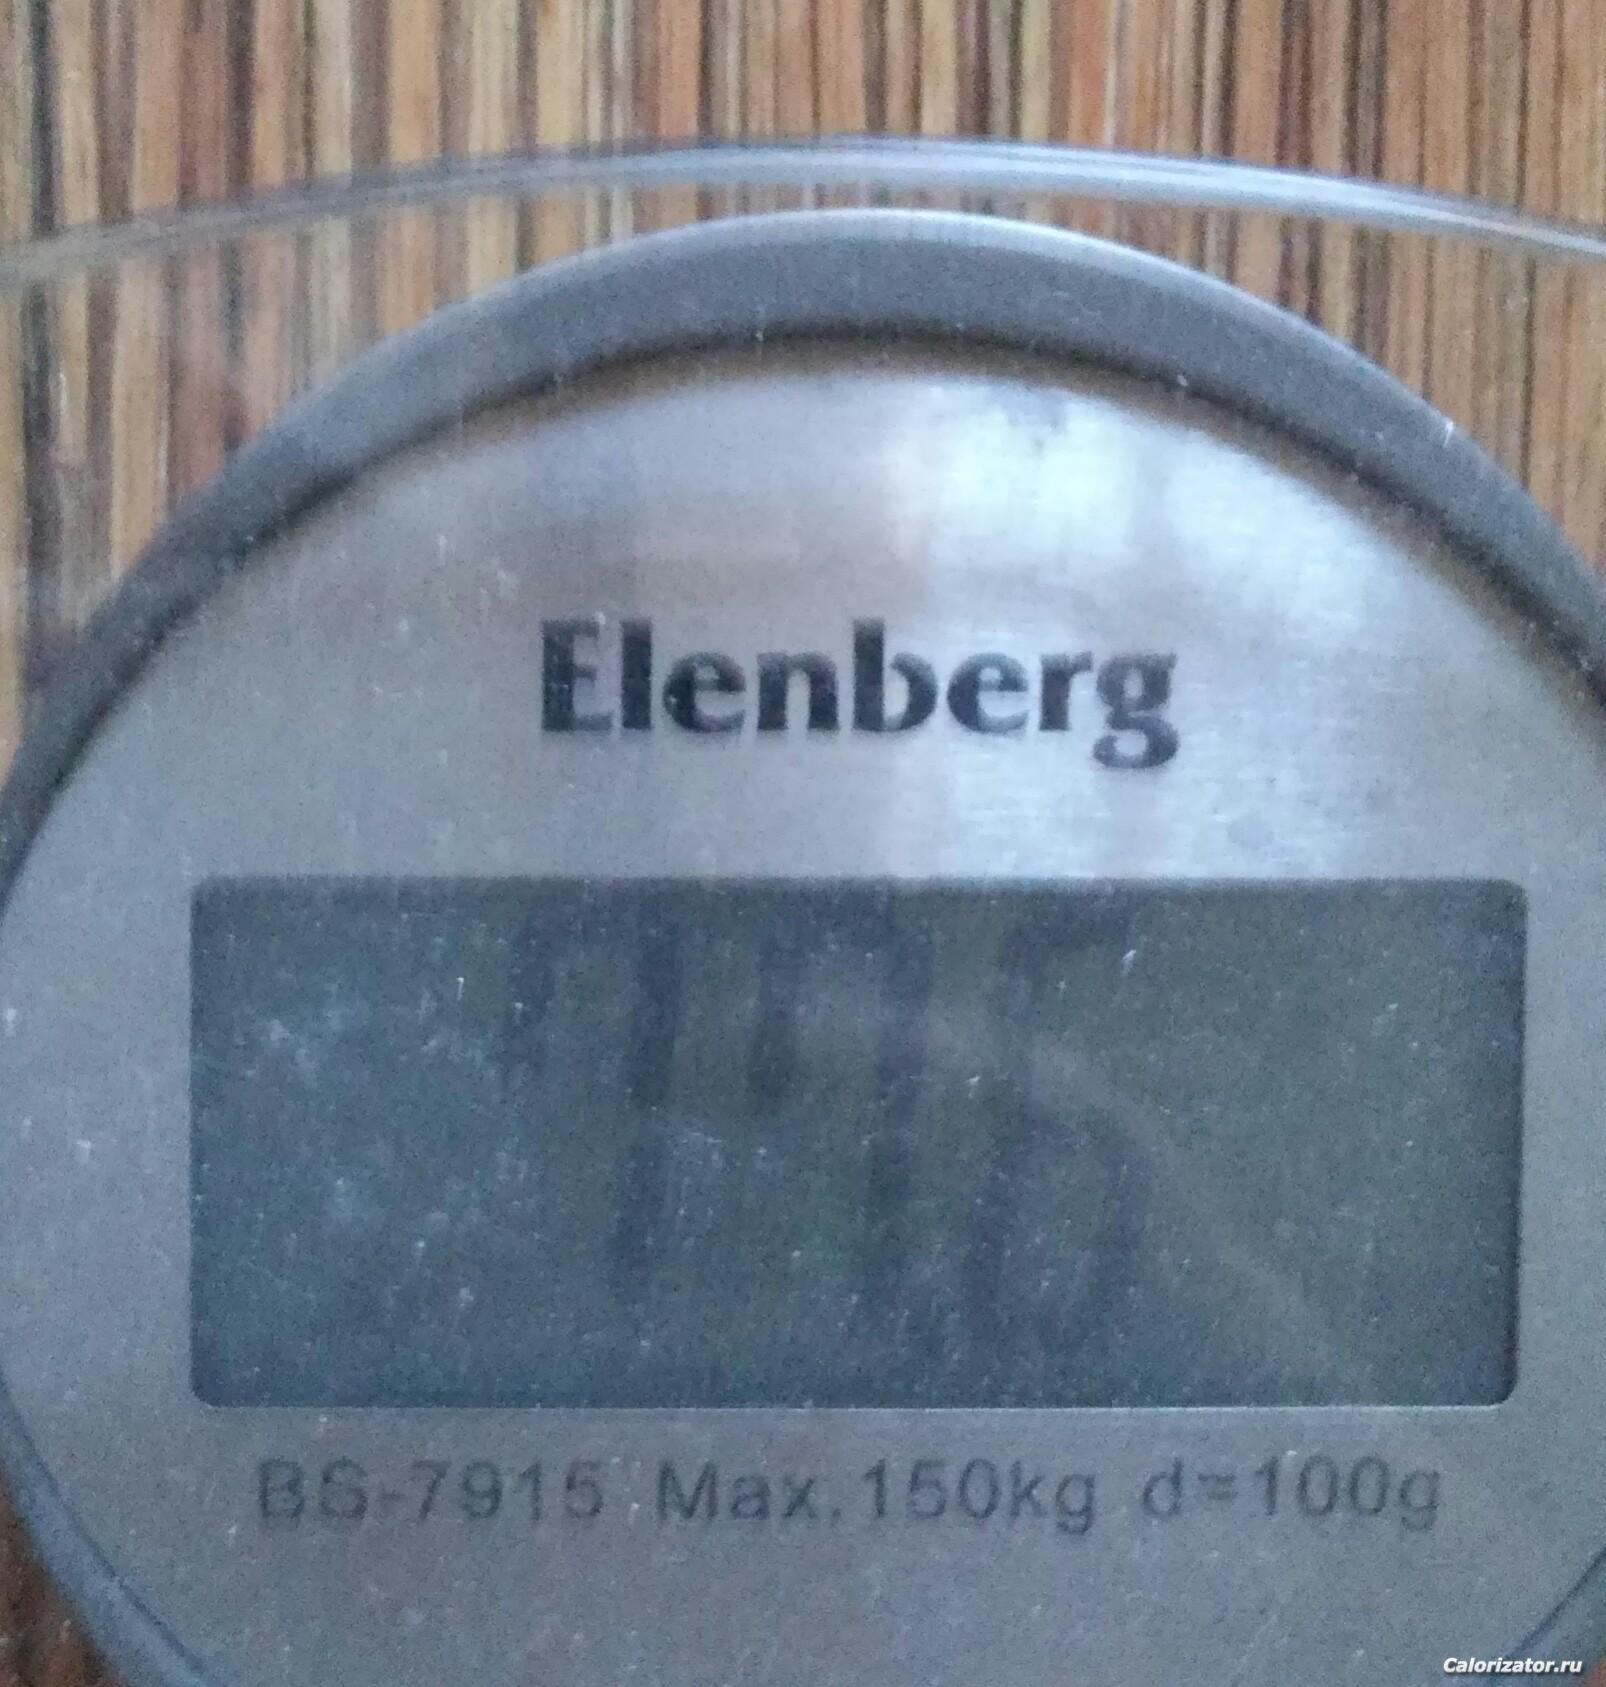 Elenberg
BS-7915 Max.150kg d=100g
Calorizator.ru